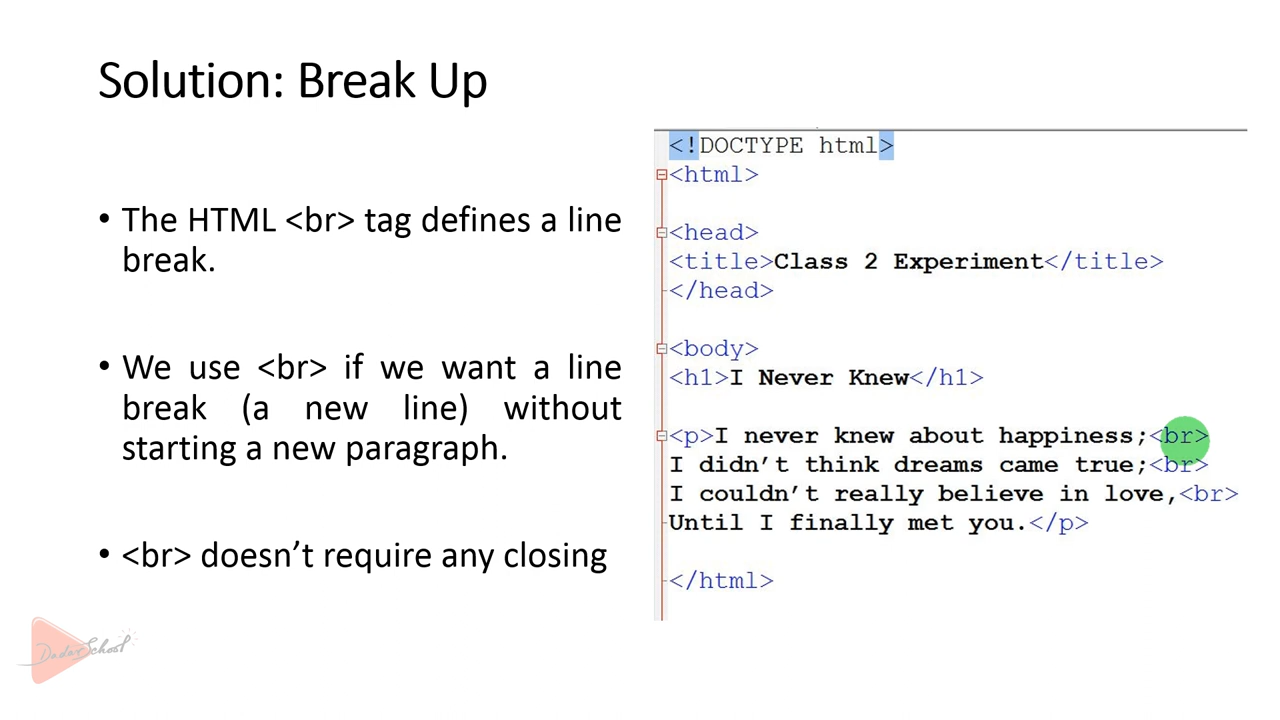 Solution: Break Up
• The HTML <br> tag defines a line
break.
• We use <br> if we want a line
break (a new line) without
starting a new paragraph.
• <br> doesn’t require any closing
<!DOCTYPE html>
<html>
<head>
<title>Class 2 Experiment</title>
</head>
<body>
<h1>I Never Knew</h1>
<p>I never knew about happiness;<br>
I didn’t think dreams came true;<br>
I couldn’t really believe in love,<br>
Until I finally met you.</p>
</html>
Dadar School